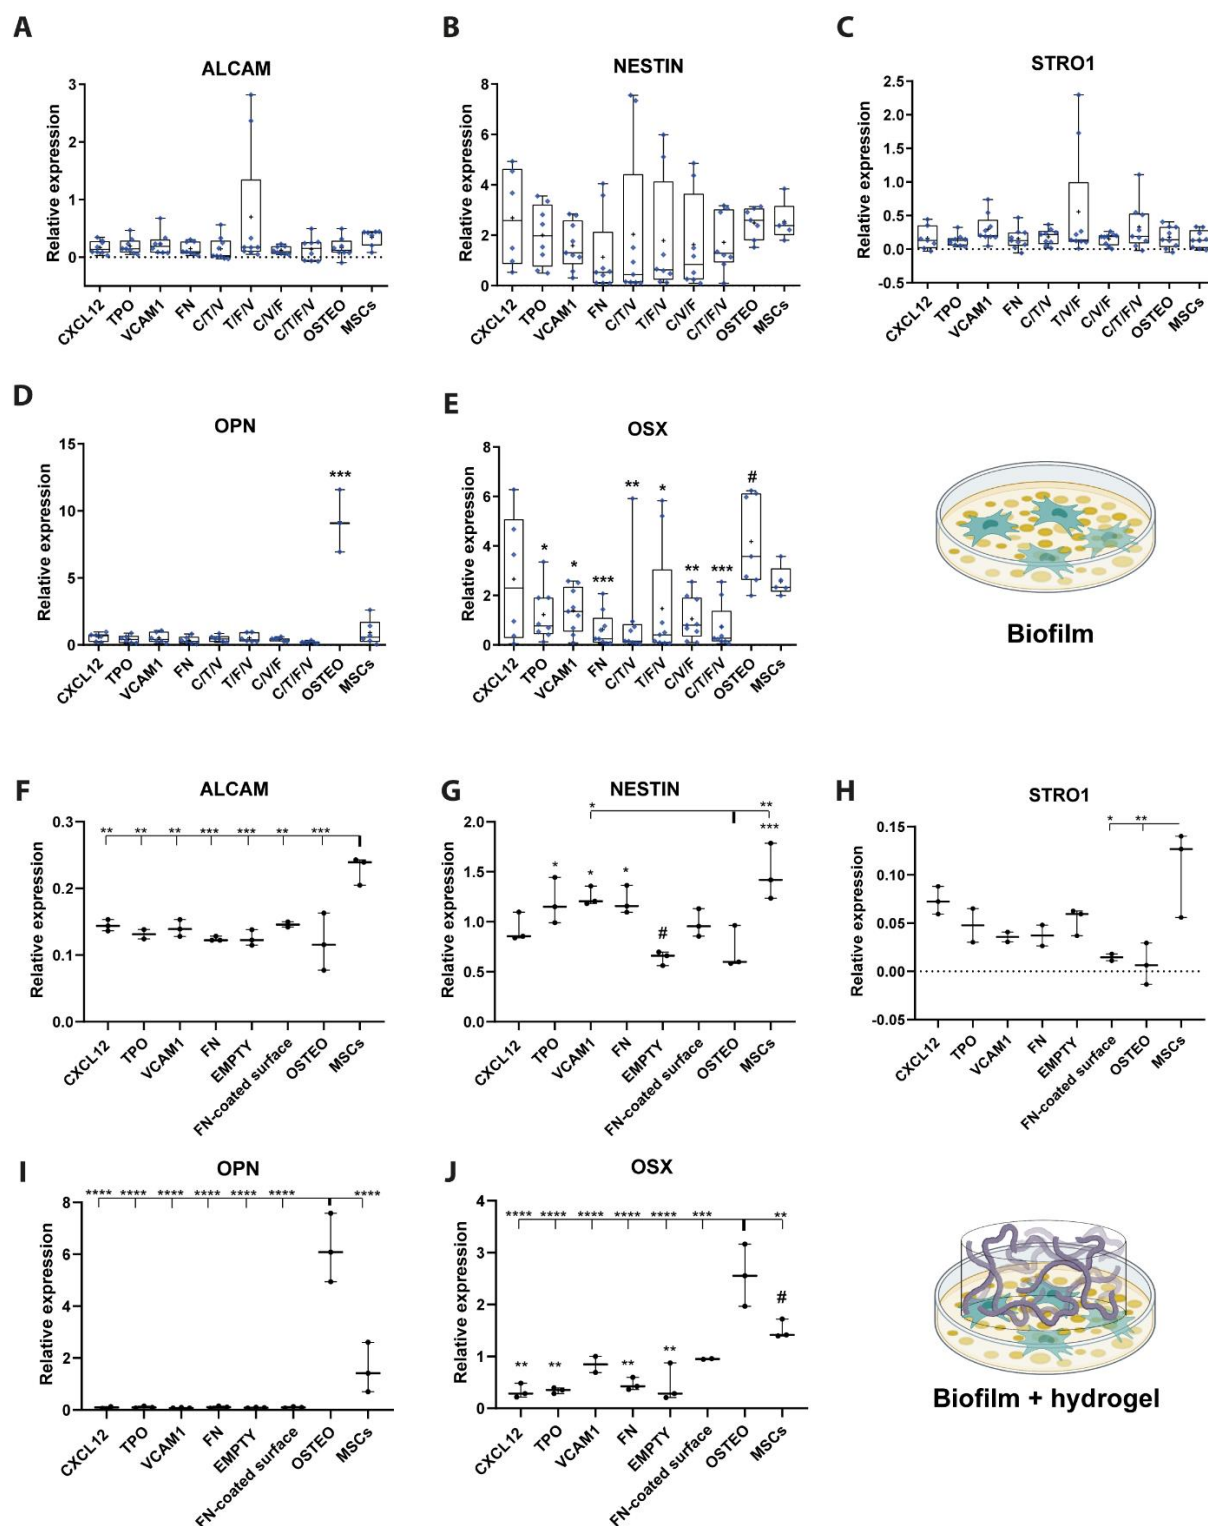 A
ALCAM
Relative expression
3
2
1
0
CXL12
TPO
VCAM1
FN
C/T/V
T/F/V
C/V/F
C/T/F/V
OSTEO
MSCs
B
NESTIN
Relative expression
8
6
4
2
0
CXCL12
TPO
VCAM1
FN
C/T/V
T/F/V
C/V/F
C/T/F/V
OSTEO
MSCs
C
STRO1
Relative expression
2.5
2.0
1.5
1.0
0.5
0.0
-0.5
CXCL12
TPO
VCAM1
FN
C/T/V
T/V/F
C/V/F
C/T/F/V
OSTEO
MSCs
D
OPN
Relative expression
15
10
5
0
***
CXCL12
TPO
VCAM1
FN
C/T/V
T/F/V
C/V/F
C/T/F/V
OSTEO
MSCs
E
OSX
Relative expression
8
6
4
2
0
* * *** ** * ** *** #
CXCL12
TPO
VCAM1
FN
C/T/V
T/F/V
C/V/F
C/T/F/V
OSTEO
MSCs
Biofilm
F
ALCAM
Relative expression
0.3
0.2
0.1
0.0
** ** ** *** *** ** ***
CXCL12
TPO
VCAM1
FN
EMPTY
FN-coated surface
OSTEO
MSCs
G
NESTIN
Relative expression
2.0
1.5
1.0
0.5
0.0
* **
***
* * *
#
CXCL12
TPO
VCAM1
FN
EMPTY
FN-coated surface
OSTEO
MSCs
H
STRO1
Relative expression
0.15
0.10
0.05
0.00
-0.05
* **
CXCL12
TPO
VCAM1
FN
EMPTY
FN-coated surface
OSTEO
MSCs
I
OPN
Relative expression
8
6
4
2
0
**** **** **** **** **** **** ****
CXCL12
TPO
VCAM1
FN
EMPTY
FN-coated surface
OSTEO
MSCs
J
OSX
Relative expression
4
3
2
1
0
**** **** **** **** **** *** **
#
** ** ** **
CXCL12
TPO
VCAM1
FN
EMPTY
FN-coated surface
OSTEO
MSCs
Biofilm + hydrogel